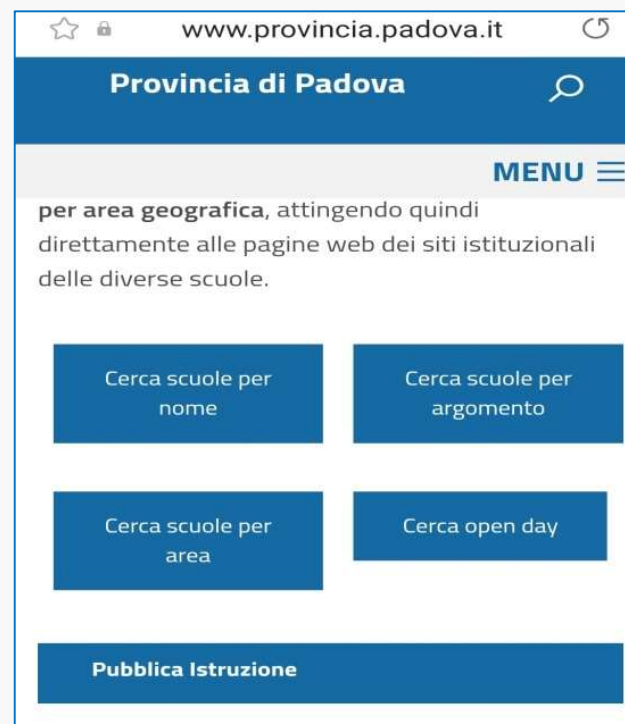 www.provincia.padova.it
Provincia di Padova
MENU
per area geografica, attingendo quindi
direttamente alle pagine web dei siti istituzionali
delle diverse scuole.
Cerca scuole per
nome
Cerca scuole per
argomento
Cerca scuole per
area
Cerca open day
Pubblica Istruzione